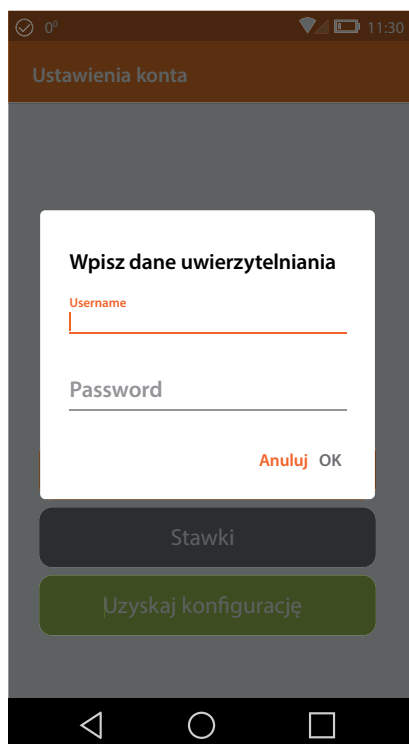 0⁰ 11:30
Ustawienia konta
Wpisz dane uwierzytelniania
Username
Password
Anuluj OK
Stawki
Uzyskaj konfigurację